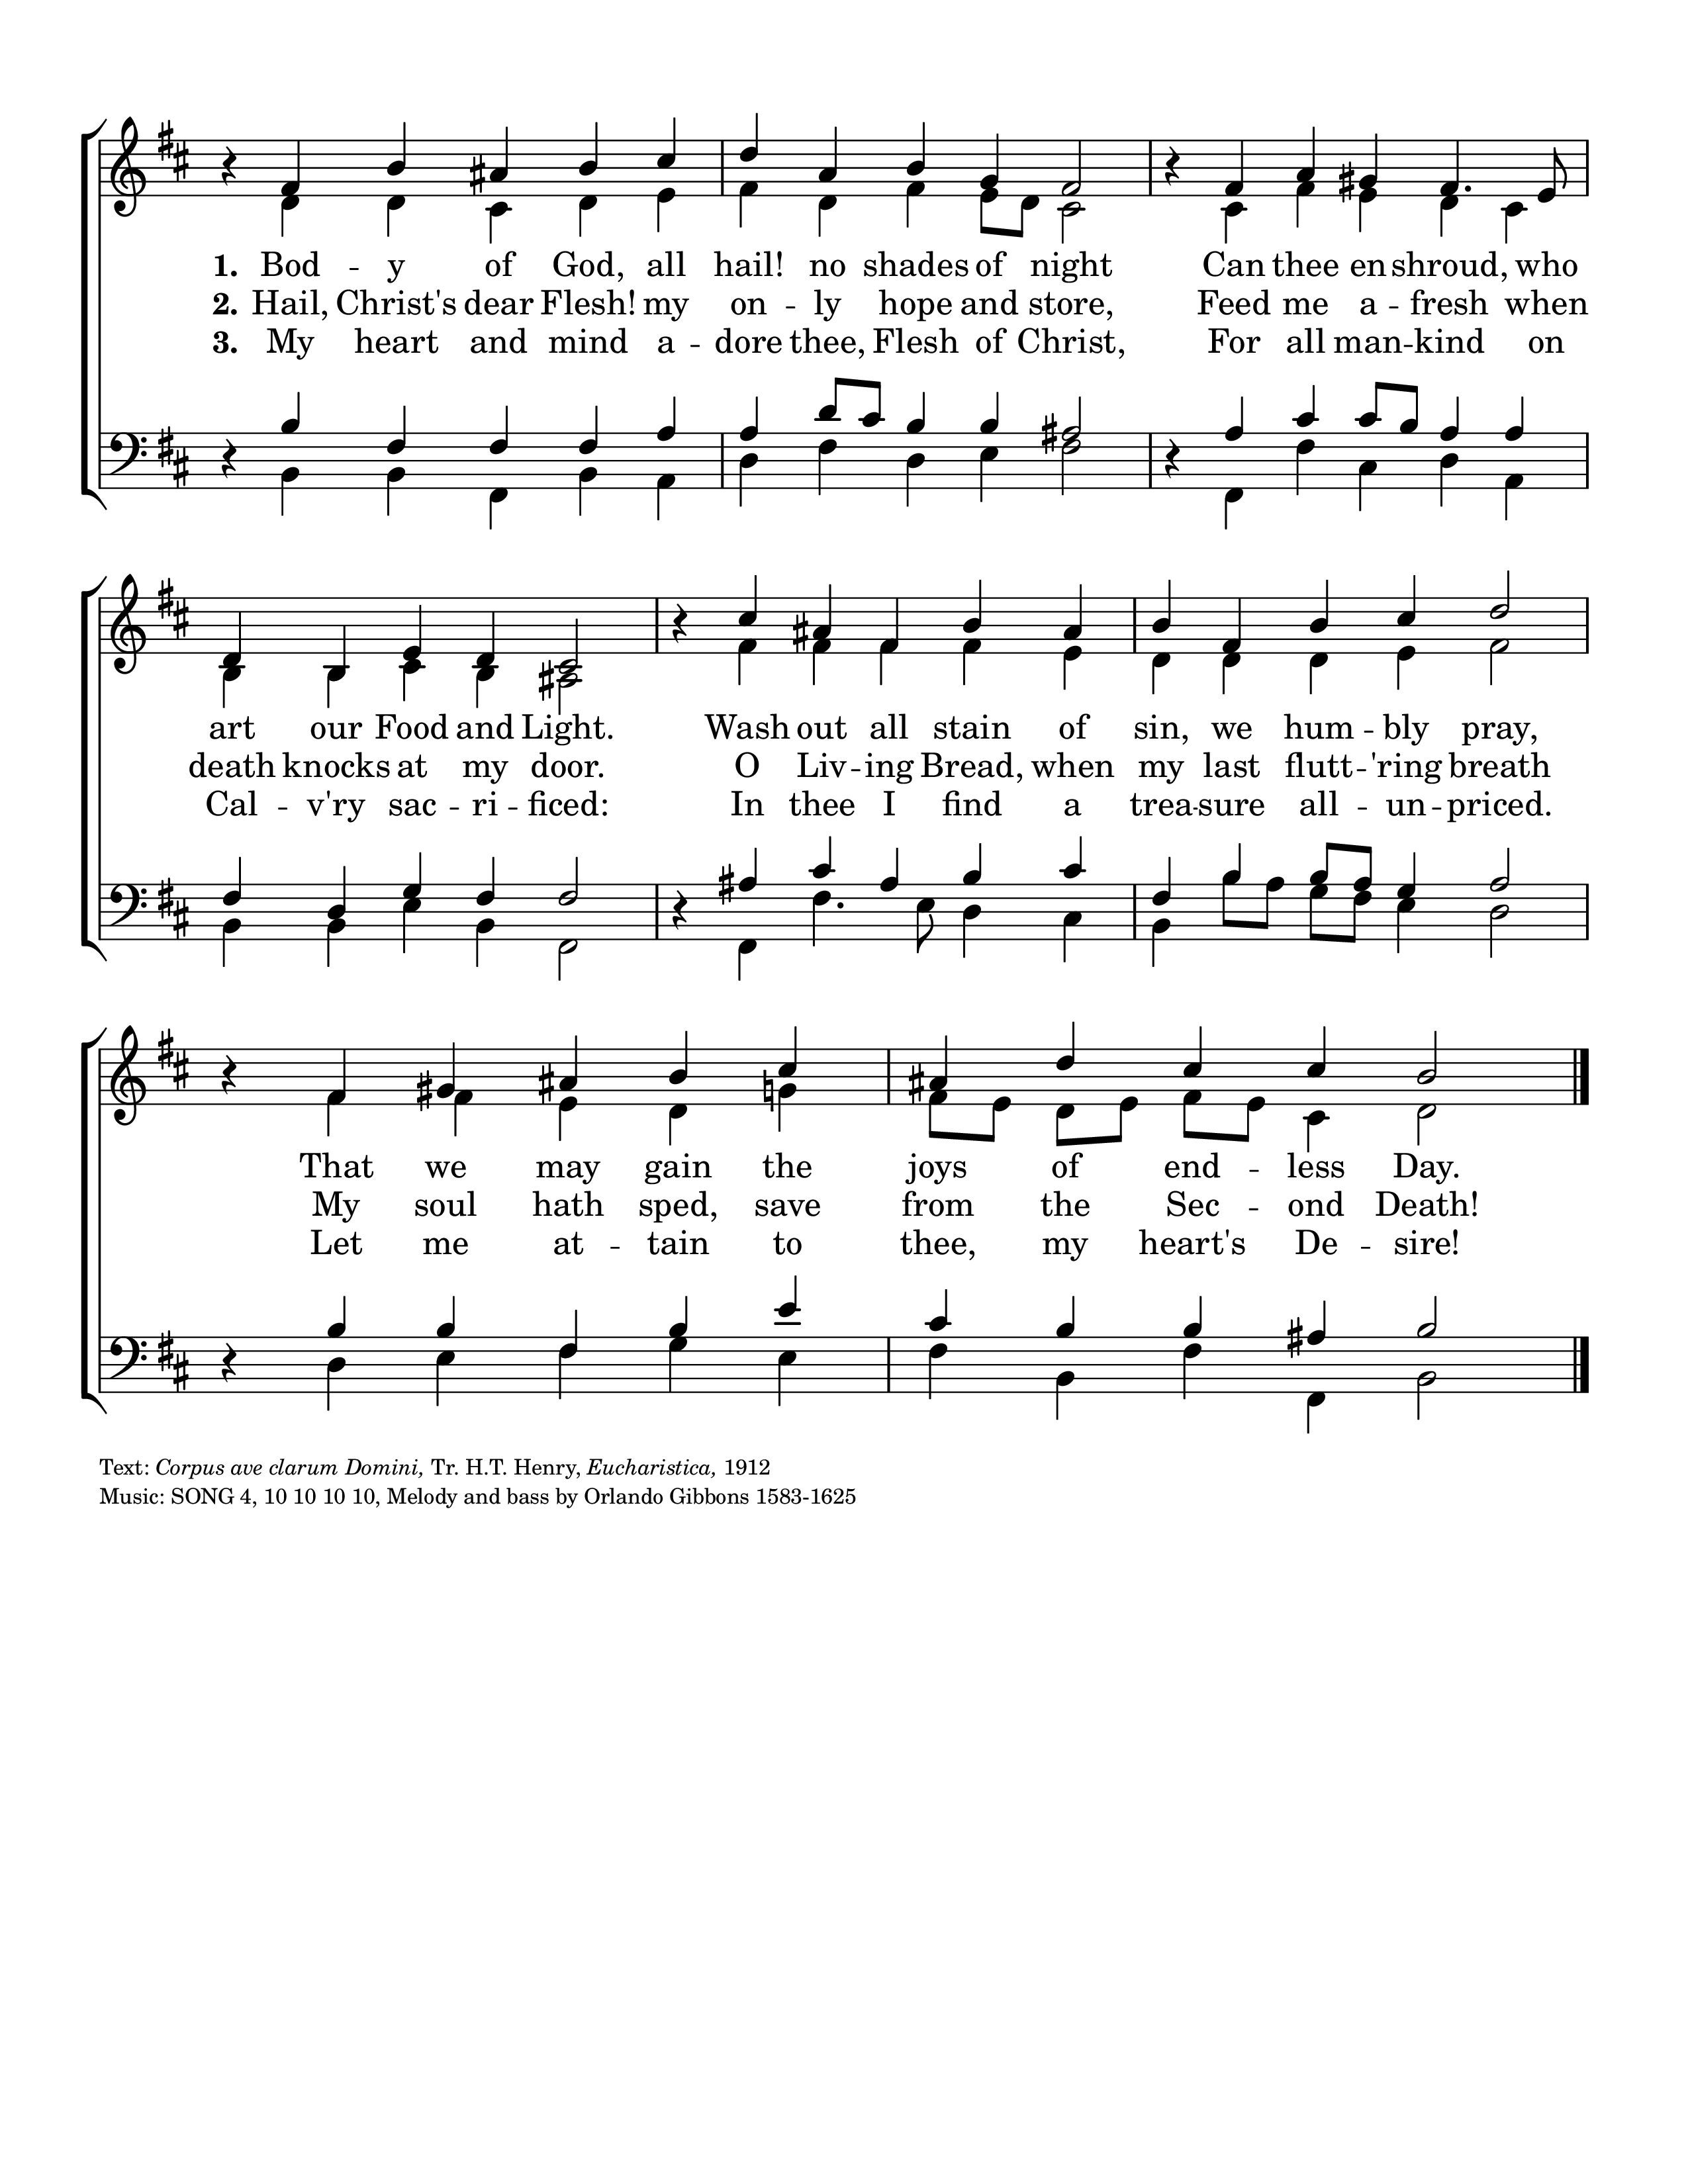 1. Bod -- y of God, all hail! no shades of night Can thee en -- shroud, who
2. Hail, Christ's dear Flesh! my on -- ly hope and store, Feed me a -- fresh when
3. My heart and mind a -- dore thee, Flesh of Christ, For all man -- kind on
art our Food and Light. Wash out all stain of sin, we hum -- bly pray,
death knocks at my door. O Liv -- ing Bread, when my last flutt -- 'ring breath
Cal -- v'ry sac -- ri -- ficed: In thee I find a trea -- sure all -- un -- priced.
That we may gain the joys of end -- less Day.
My soul hath sped, save from the Sec -- ond Death!
Let me at -- tain to thee, my heart's De -- sire!
Text: Corpus ave clarum Domini, Tr. H.T. Henry, Eucharistica, 1912
Music: SONG 4, 10 10 10 10, Melody and bass by Orlando Gibbons 1583-1625